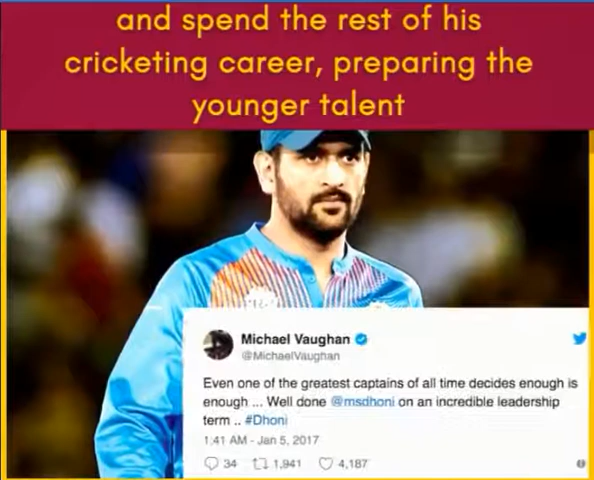 and spend the rest of his
cricketing career, preparing the
younger talent
Michael Vaughan
@MichaelVaughan
Even one of the greatest captains of all time decides enough is
enough ... Well done @msdhoni on an incredible leadership
term .. #Dhoni
1:41 AM - Jan 5, 2017
34 1,941 4,187